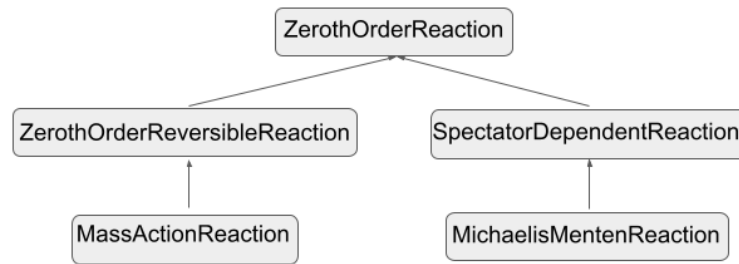 ZerothOrderReaction
ZerothOrderReversibleReaction
SpectatorDependentReaction
MassActionReaction
MichaelisMentenReaction